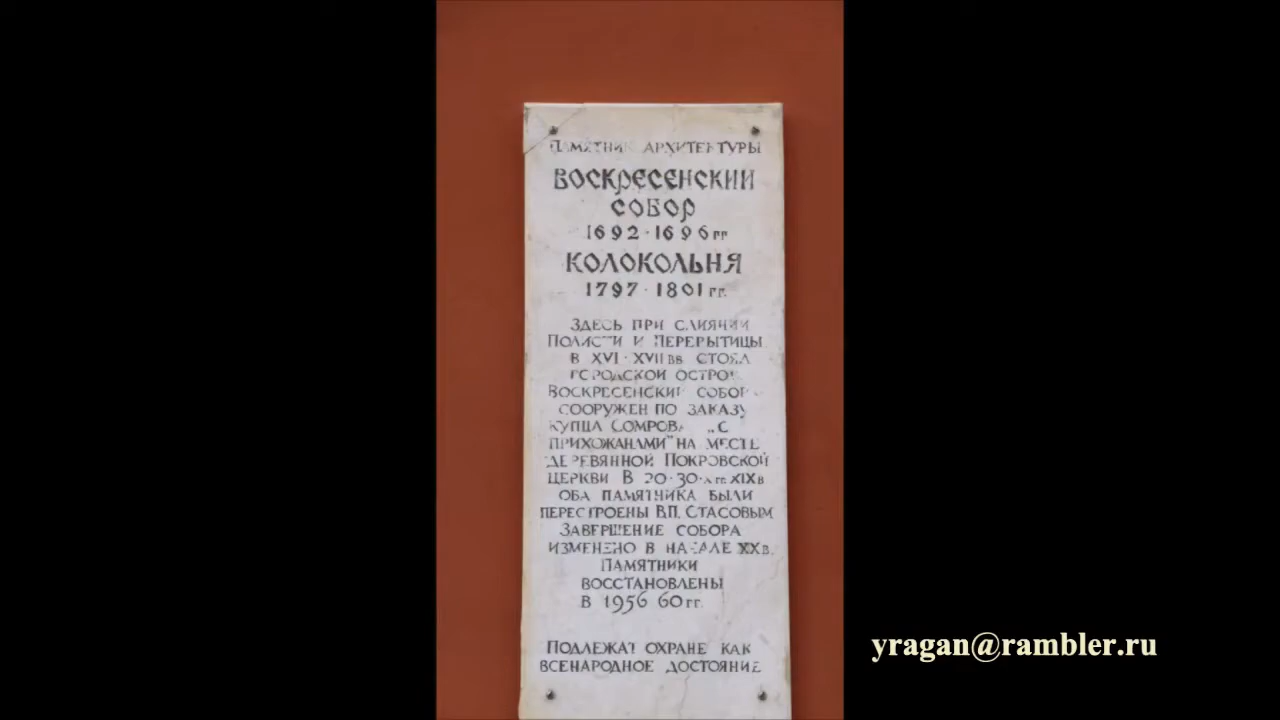 ПАМЯТНИК АРХИТЕКТУРЫ
ВОСКРЕСЕНСКИЙ
СОБОР
1692-1696 гг
КОЛОКОЛЬНЯ
1797-1801 гг.
ЗДЕСЬ ПРИ СЛИЯНИИ
ПОЛИСТИ И ПЕРЕРЫТИЦЫ
В XVI-XVII вв СТОЯЛ
ГОРОДСКОЙ ОСТРОГ
ВОСКРЕСЕНСКИЙ СОБОР
СООРУЖЕН ПО ЗАКАЗУ
КУПЦА СОМРОВА „С
ПРИХОЖАНАМИ" НА МЕСТЕ
ДЕРЕВЯННОЙ ПОКРОВСКОЙ
ЦЕРКВИ В 20-30-х гг. XIX в
ОБА ПАМЯТНИКА БЫЛИ
ПЕРЕСТРОЕНЫ В.П. СТАСОВЫМ
ЗАВЕРШЕНИЕ СОБОРА
ИЗМЕНЕНО В НАЧАЛЕ XX в.
ПАМЯТНИКИ
ВОССТАНОВЛЕНЫ
В 1956 60 гг.
ПОДЛЕЖАТ ОХРАНЕ КАК
ВСЕНАРОДНОЕ ДОСТОЯНИЕ
yragan@rambler.ru